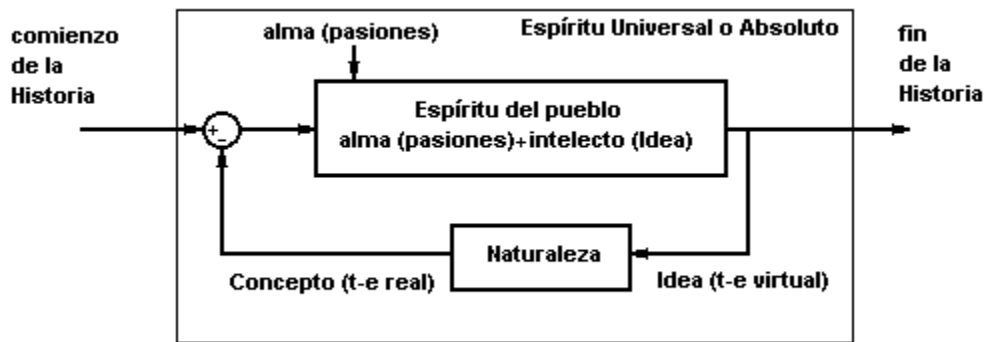 comienzo
de la
Historia
alma (pasiones)
Espíritu Universal o Absoluto
fin
de la
Historia
+
−
Espíritu del pueblo
alma (pasiones)+intelecto (Idea)
Naturaleza
Concepto (t-e real)
Idea (t-e virtual)